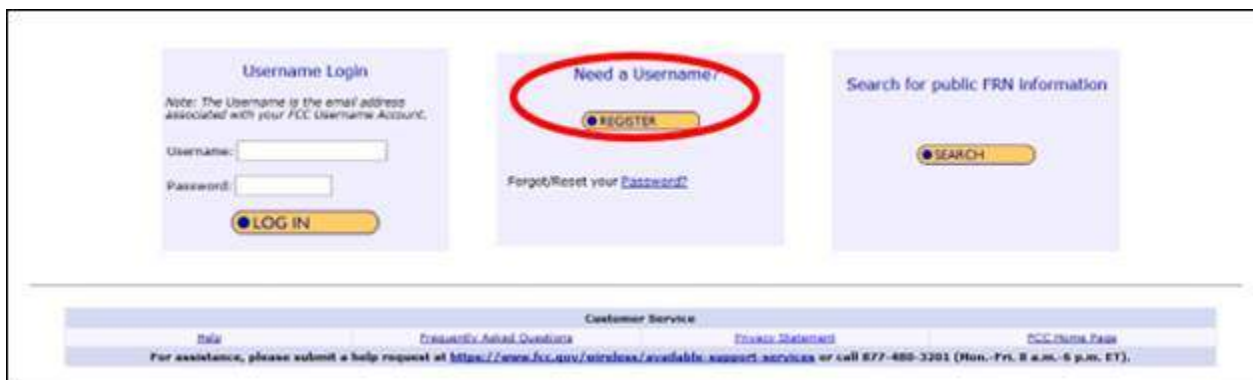 Username Login
Note: The Username is the email address
associated with your FCC Username Account.
Username:
Password:
LOG IN
Need a Username?
REGISTER
Forgot/Reset your Password?
Search for public FRN information
SEARCH
Customer Service
Help Frequently Asked Questions Privacy Statement FCC Home Page
For assistance, please submit a help request at https://www.fcc.gov/wireless/available-support-services or call 877-480-3201 (Mon.-Fri. 8 a.m.-6 p.m. ET).